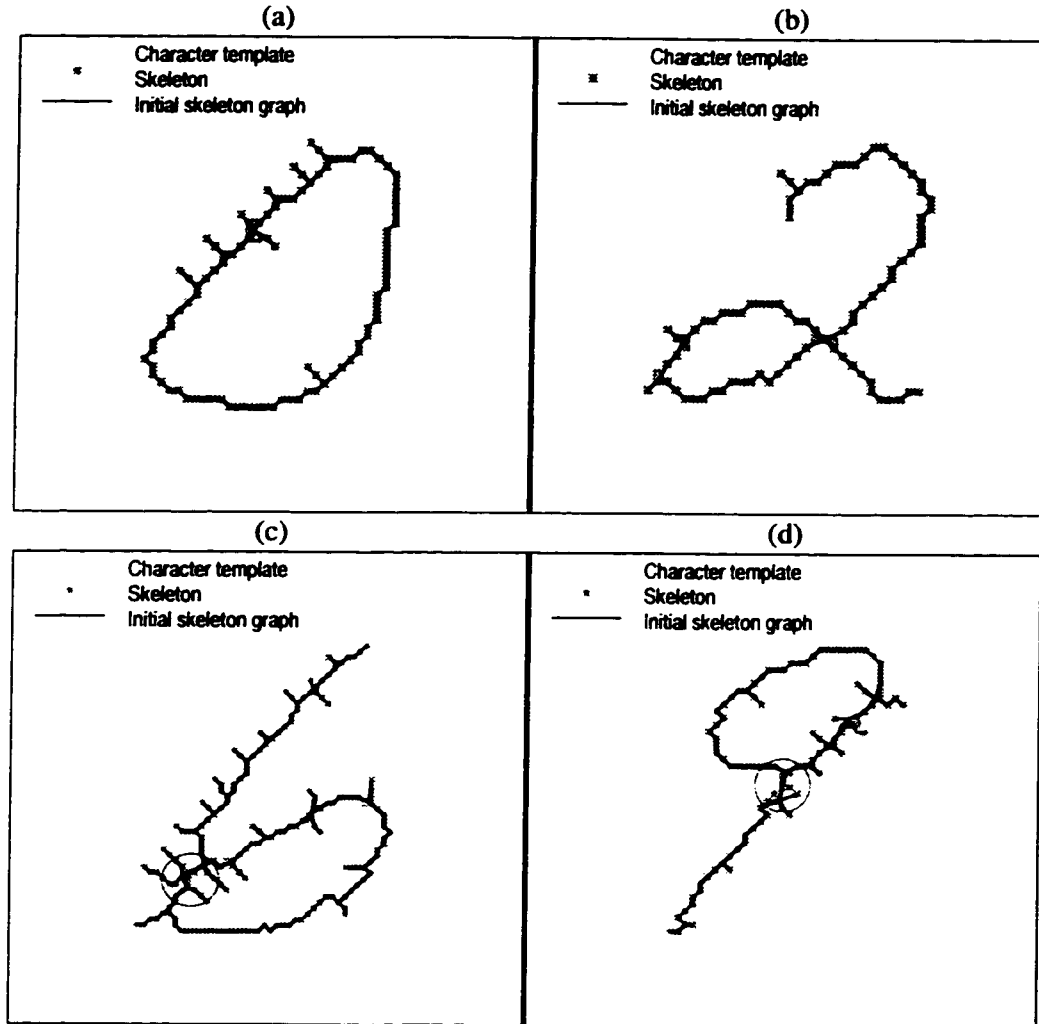 (a)
Character template
Skeleton
Initial skeleton graph
(b)
Character template
Skeleton
Initial skeleton graph
(c)
Character template
Skeleton
Initial skeleton graph
(d)
Character template
Skeleton
Initial skeleton graph